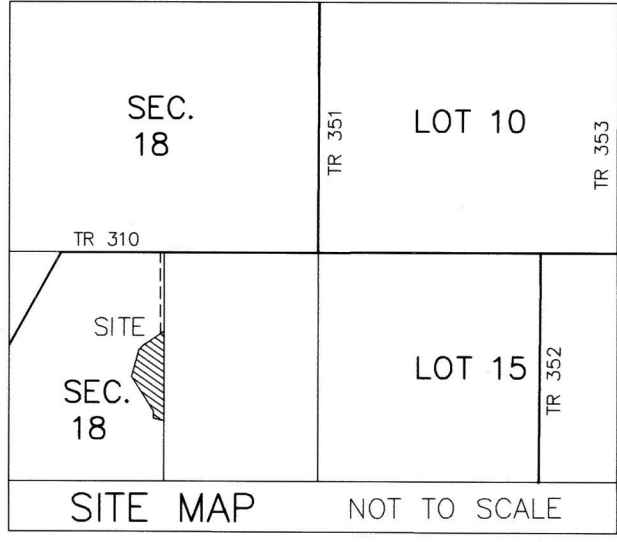 SEC.
18
TR 351
LOT 10
TR 353
TR 310
SITE
SEC.
18
LOT 15
TR 352
SITE MAP
NOT TO SCALE